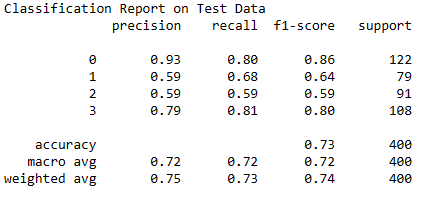 Classification Report on Test Data
precision recall f1-score support
0 0.93 0.80 0.86 122
1 0.59 0.68 0.64 79
2 0.59 0.59 0.59 91
3 0.79 0.81 0.80 108
accuracy 0.73 400
macro avg 0.72 0.72 0.72 400
weighted avg 0.75 0.73 0.74 400